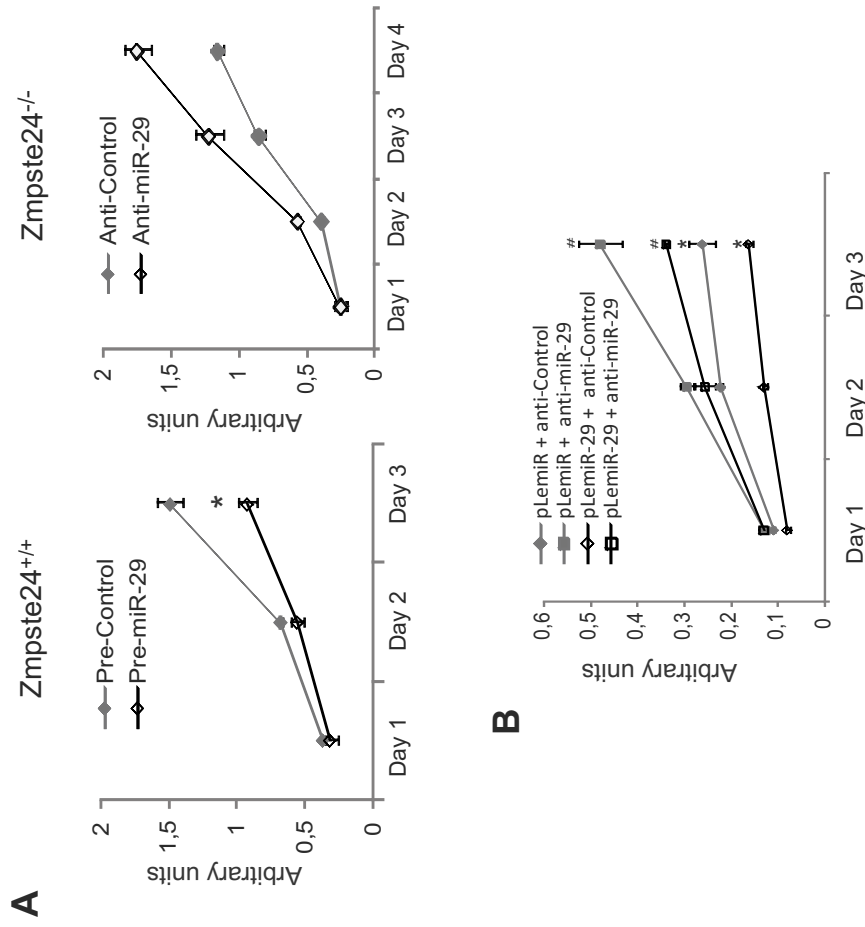 A
Zmpste24+/+
Pre-Control
Pre-miR-29
Arbitrary units
2
1,5
1
0,5
0
*
Day 1
Day 2
Day 3
Zmpste24-/-
Anti-Control
Anti-miR-29
Arbitrary units
2
1,5
1
0,5
0
Day 1
Day 2
Day 3
Day 4
B
pLemiR + anti-Control
pLemiR + anti-miR-29
pLemiR-29 + anti-Control
pLemiR-29 + anti-miR-29
Arbitrary units
0,6
0,5
0,4
0,3
0,2
0,1
0
#
#
*
*
Day 1
Day 2
Day 3